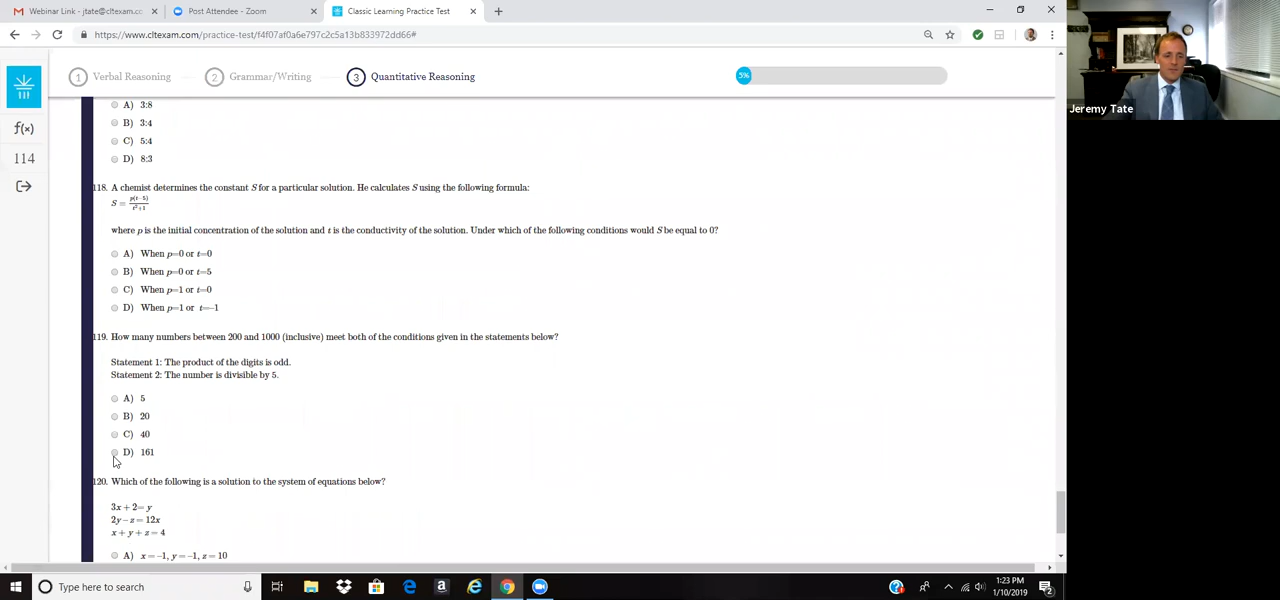 Webinar Link - jtate@cltexam.co
Post Attendee - Zoom
Classic Learning Practice Test
https://www.cltexam.com/practice-test/f4f07af0a6e797c2c5a13b833972dd66#
1 Verbal Reasoning
2 Grammar/Writing
3 Quantitative Reasoning
5%
Jeremy Tate
f(x)
114
A) 3:8
B) 3:4
C) 5:4
D) 8:3
118. A chemist determines the constant S for a particular solution. He calculates S using the following formula:
S = p(t−5)/t²+1
where p is the initial concentration of the solution and t is the conductivity of the solution. Under which of the following conditions would S be equal to 0?
A) When p=0 or t=0
B) When p=0 or t=5
C) When p=1 or t=0
D) When p=1 or t=−1
119. How many numbers between 200 and 1000 (inclusive) meet both of the conditions given in the statements below?
Statement 1: The product of the digits is odd.
Statement 2: The number is divisible by 5.
A) 5
B) 20
C) 40
D) 161
120. Which of the following is a solution to the system of equations below?
3x + 2= y
2y − z = 12x
x + y + z = 4
A) x = −1, y = −1, z = 10
Type here to search
1:23 PM
1/10/2019
2